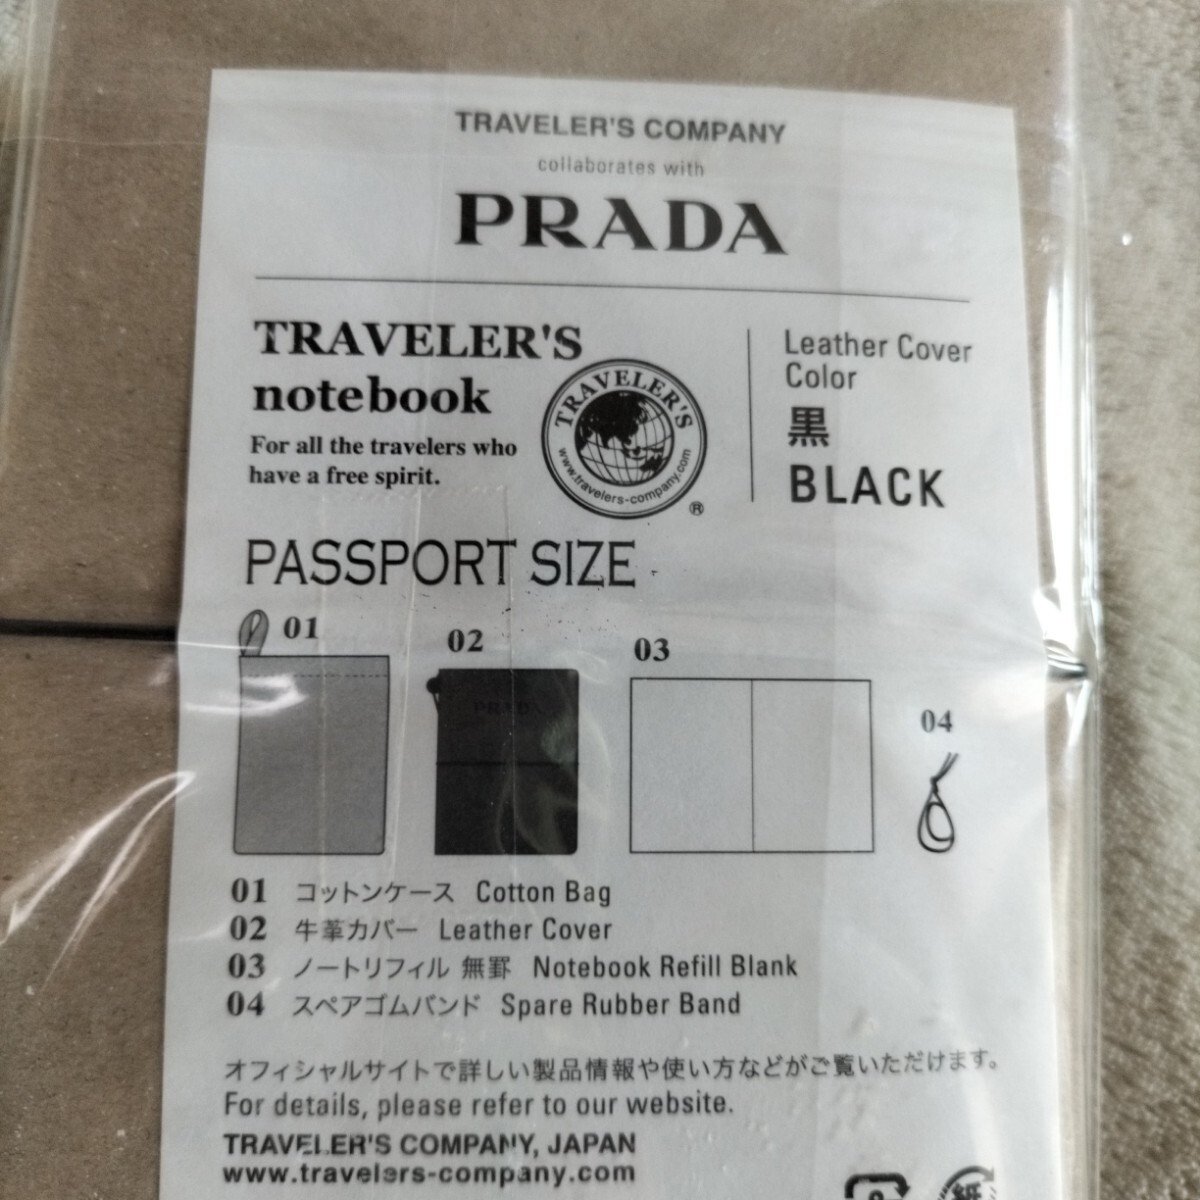 TRAVELER'S COMPANY
collaborates with
PRADA
TRAVELER'S
notebook
For all the travelers who
have a free spirit.
TRAVELER'S
www.travelers-company.com
®
Leather Cover
Color
黒
BLACK
PASSPORT SIZE
01
02
03
04
PRADA
01 コットンケース Cotton Bag
02 牛革カバー Leather Cover
03 ノートリフィル 無罫 Notebook Refill Blank
04 スペアゴムバンド Spare Rubber Band
オフィシャルサイトで詳しい製品情報や使い方などがご覧いただけます。
For details, please refer to our website.
TRAVELER'S COMPANY, JAPAN
www.travelers-company.com
紙